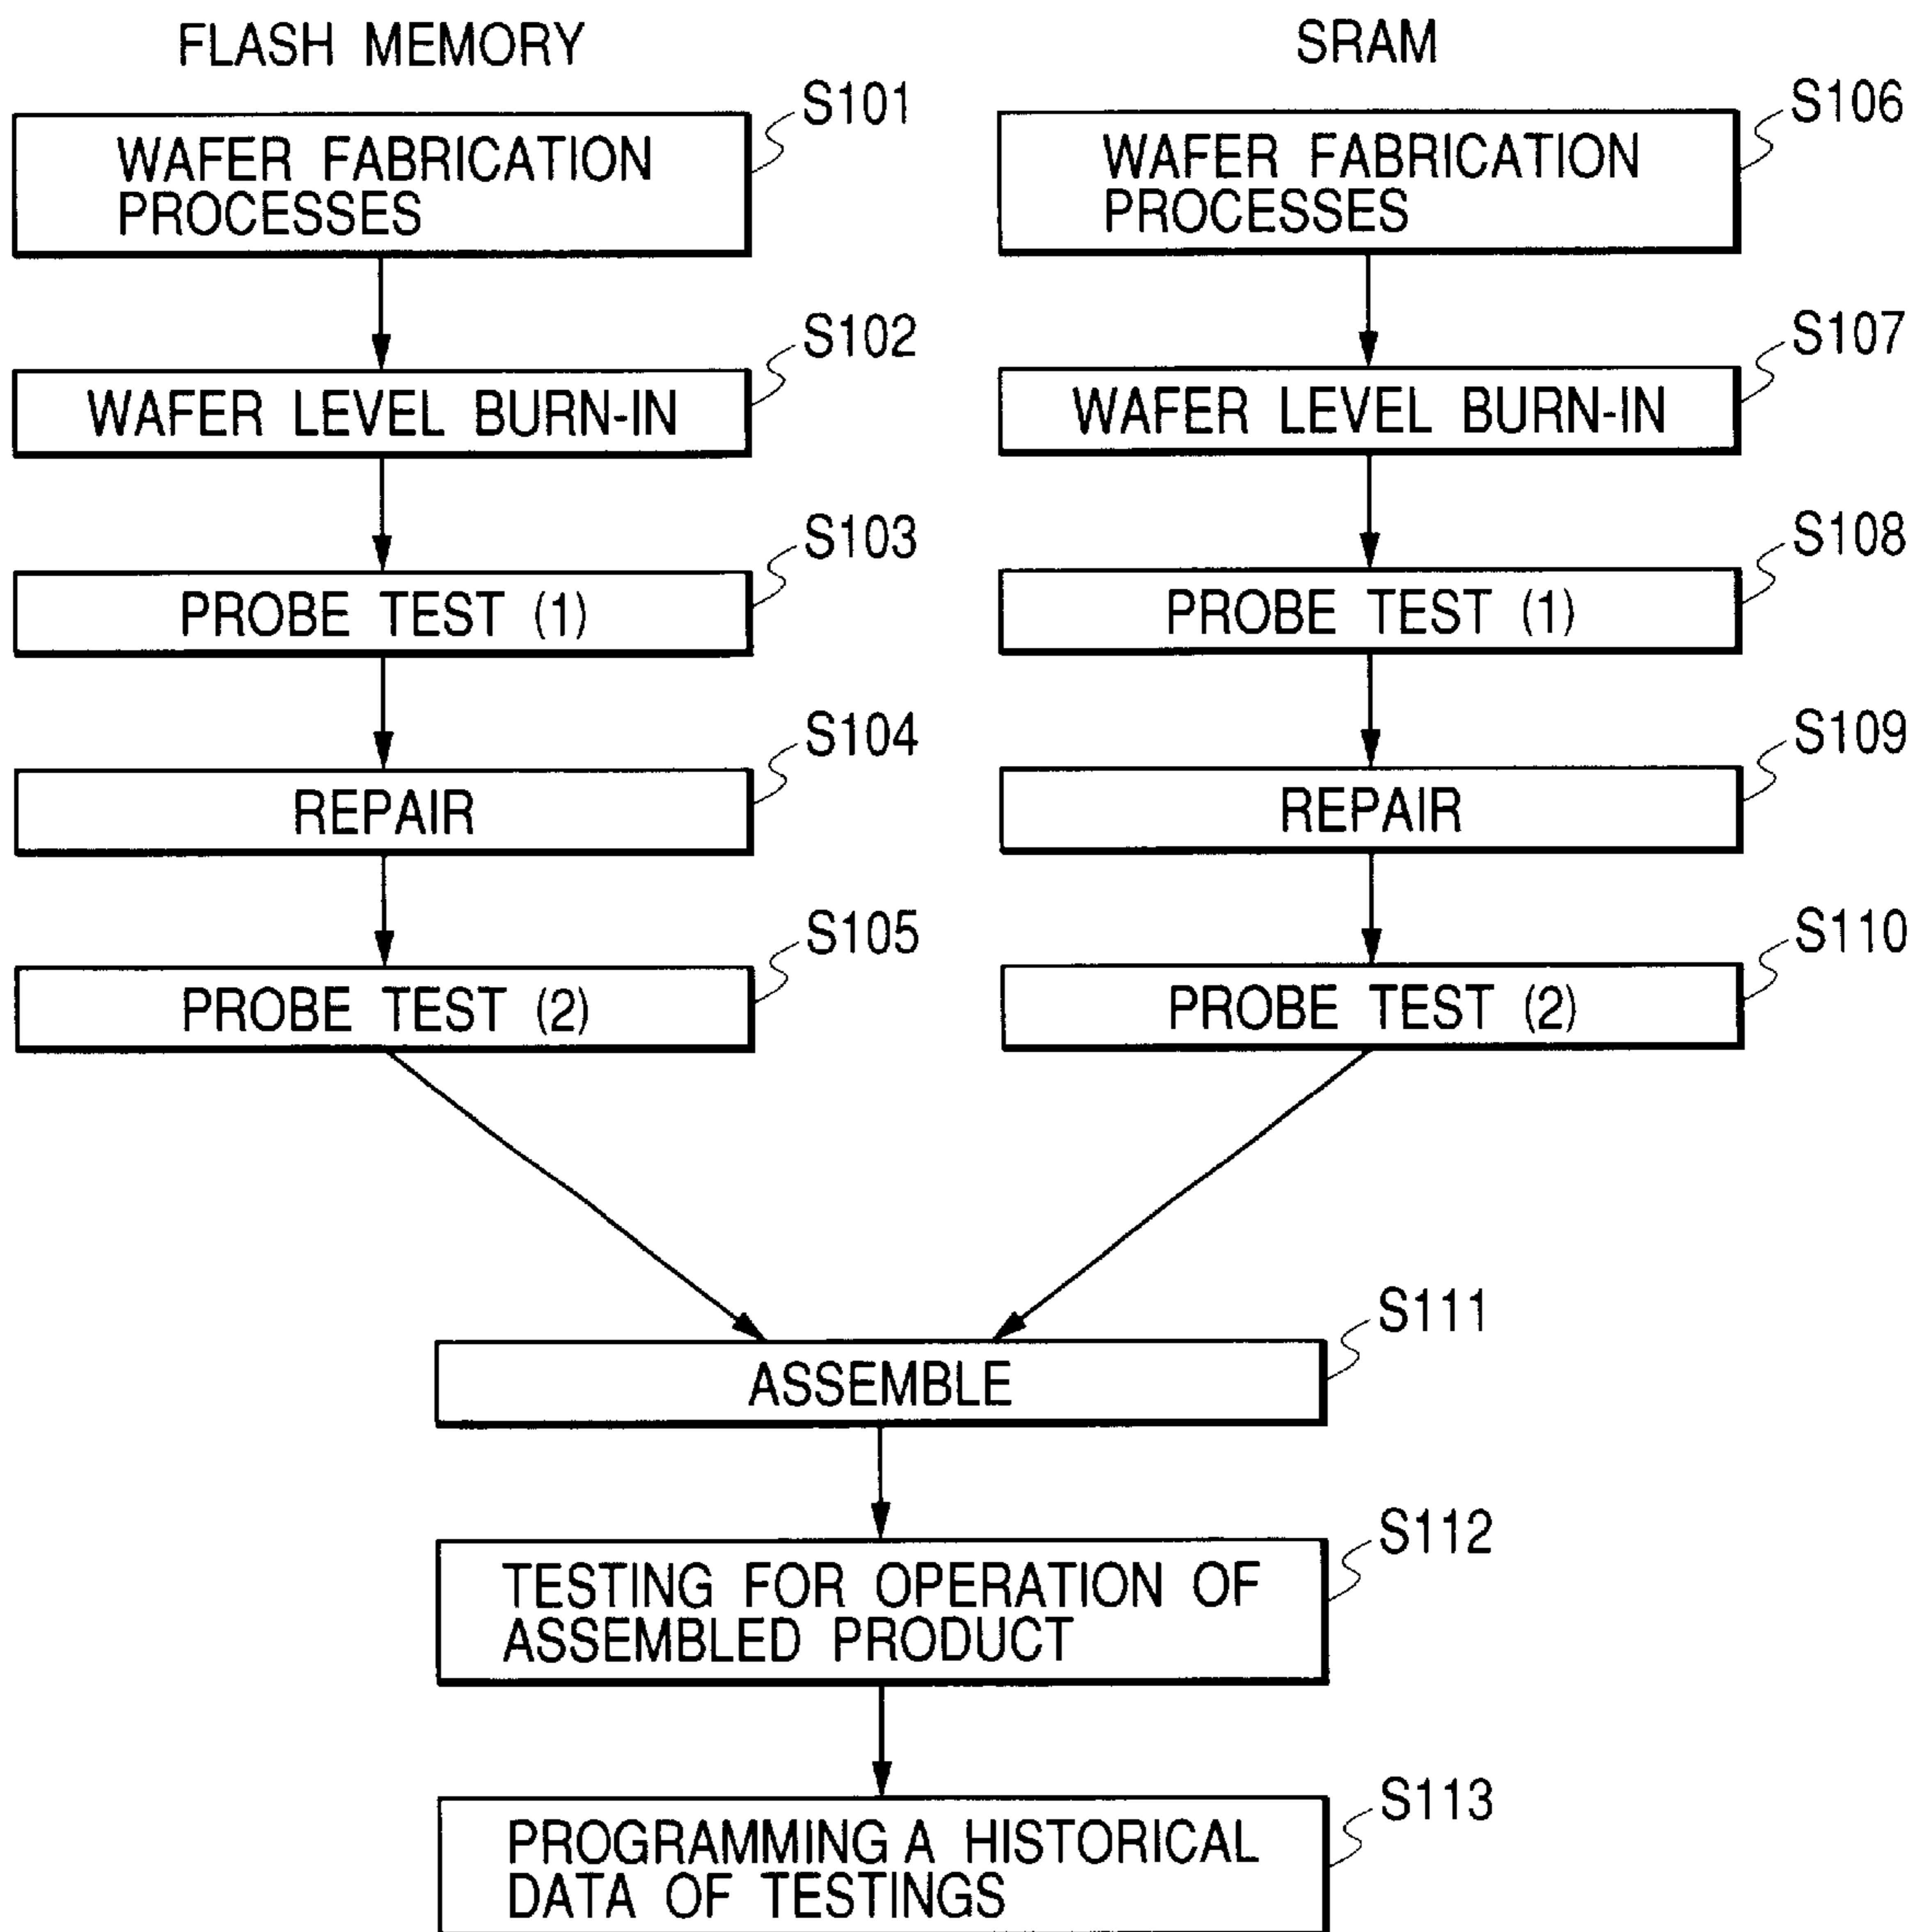 FLASH MEMORY
S101
WAFER FABRICATION
PROCESSES
S102
WAFER LEVEL BURN-IN
S103
PROBE TEST (1)
S104
REPAIR
S105
PROBE TEST (2)
SRAM
S106
WAFER FABRICATION
PROCESSES
S107
WAFER LEVEL BURN-IN
S108
PROBE TEST (1)
S109
REPAIR
S110
PROBE TEST (2)
S111
ASSEMBLE
S112
TESTING FOR OPERATION OF
ASSEMBLED PRODUCT
S113
PROGRAMMING A HISTORICAL
DATA OF TESTINGS